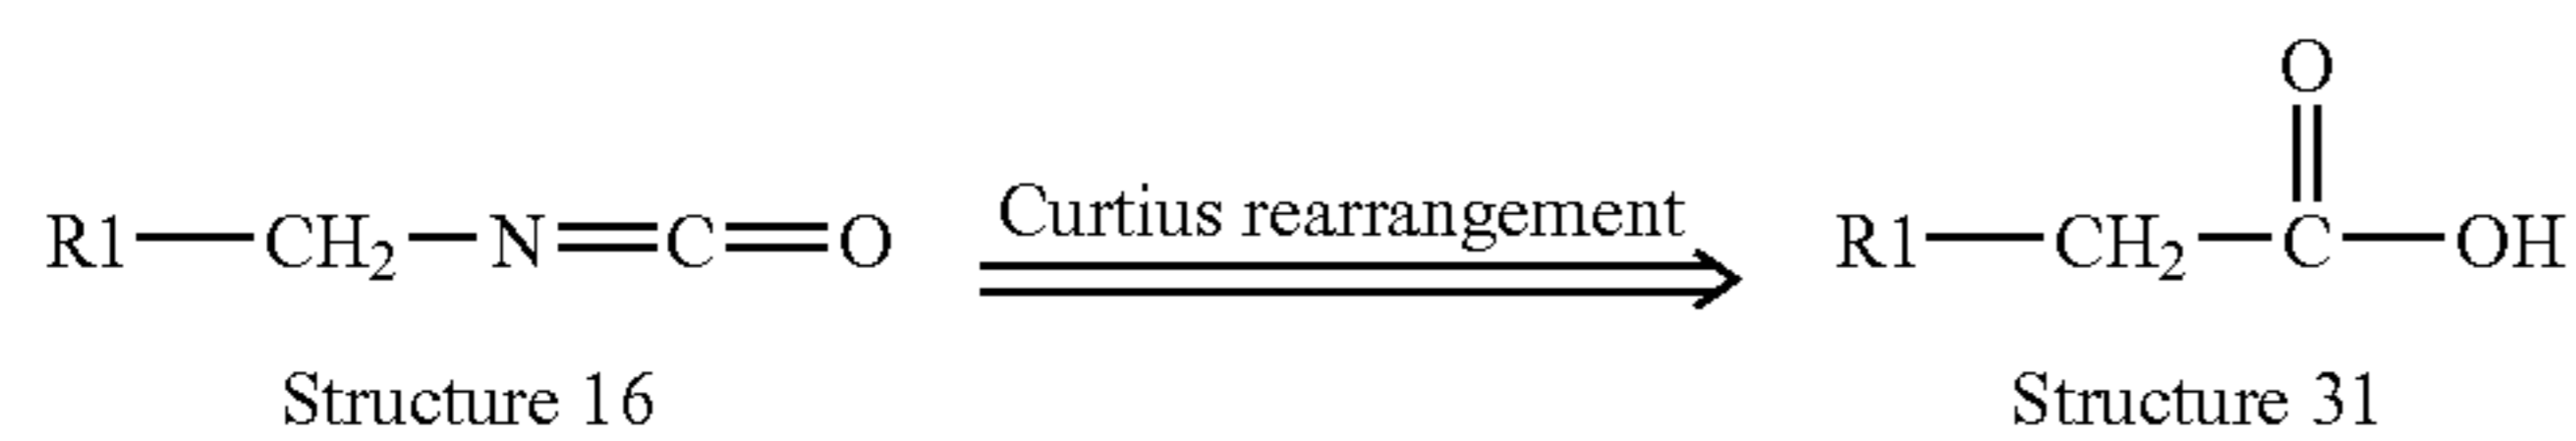 O
Curtius rearrangement
R1—CH₂—N=C=O
R1—CH₂—C—OH
Structure 16
Structure 31